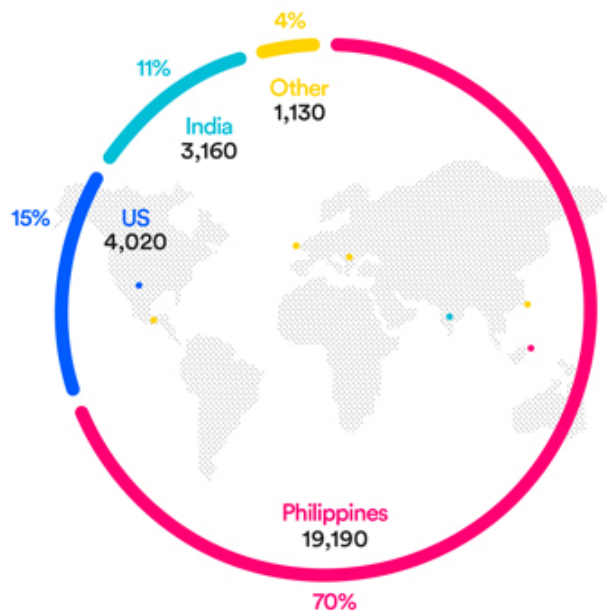 4%
11%
Other
1,130
India
3,160
15%
US
4,020
Philippines
19,190
70%